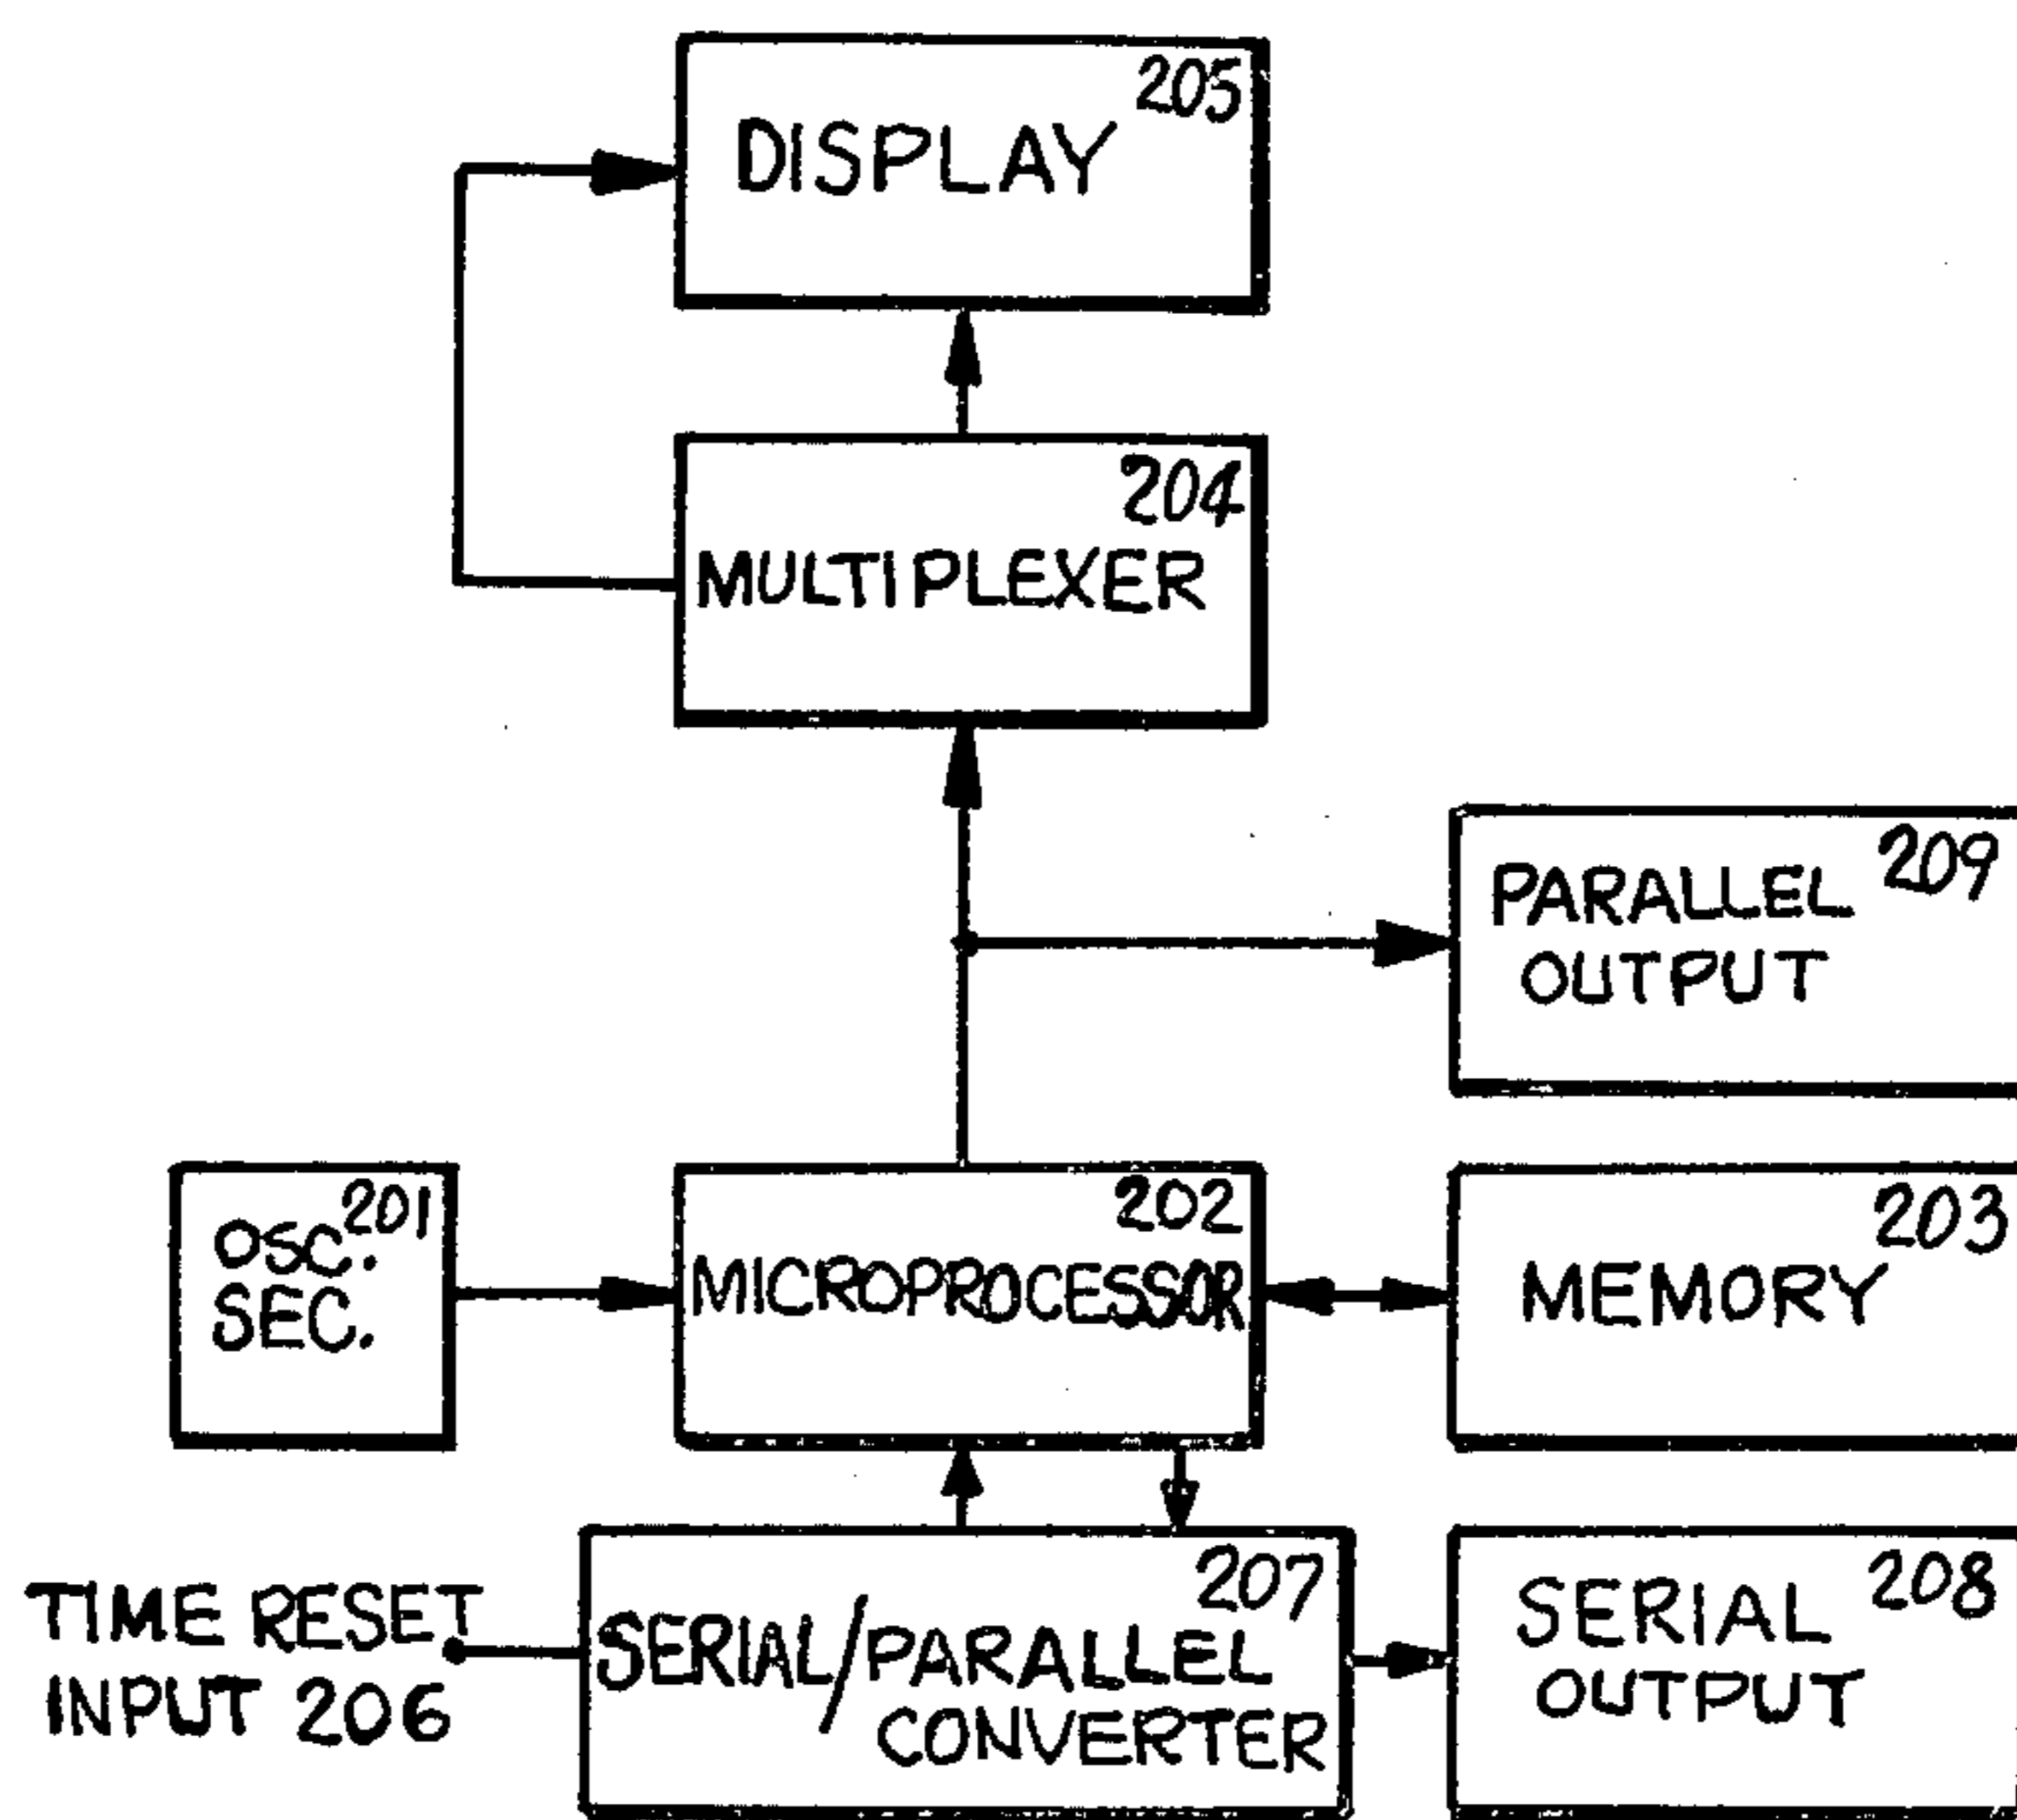 205
DISPLAY
204
MULTIPLEXER
209
PARALLEL
OUTPUT
201
OSC.
SEC.
202
MICROPROCESSOR
203
MEMORY
TIME RESET
INPUT 206
207
SERIAL/PARALLEL
CONVERTER
208
SERIAL
OUTPUT